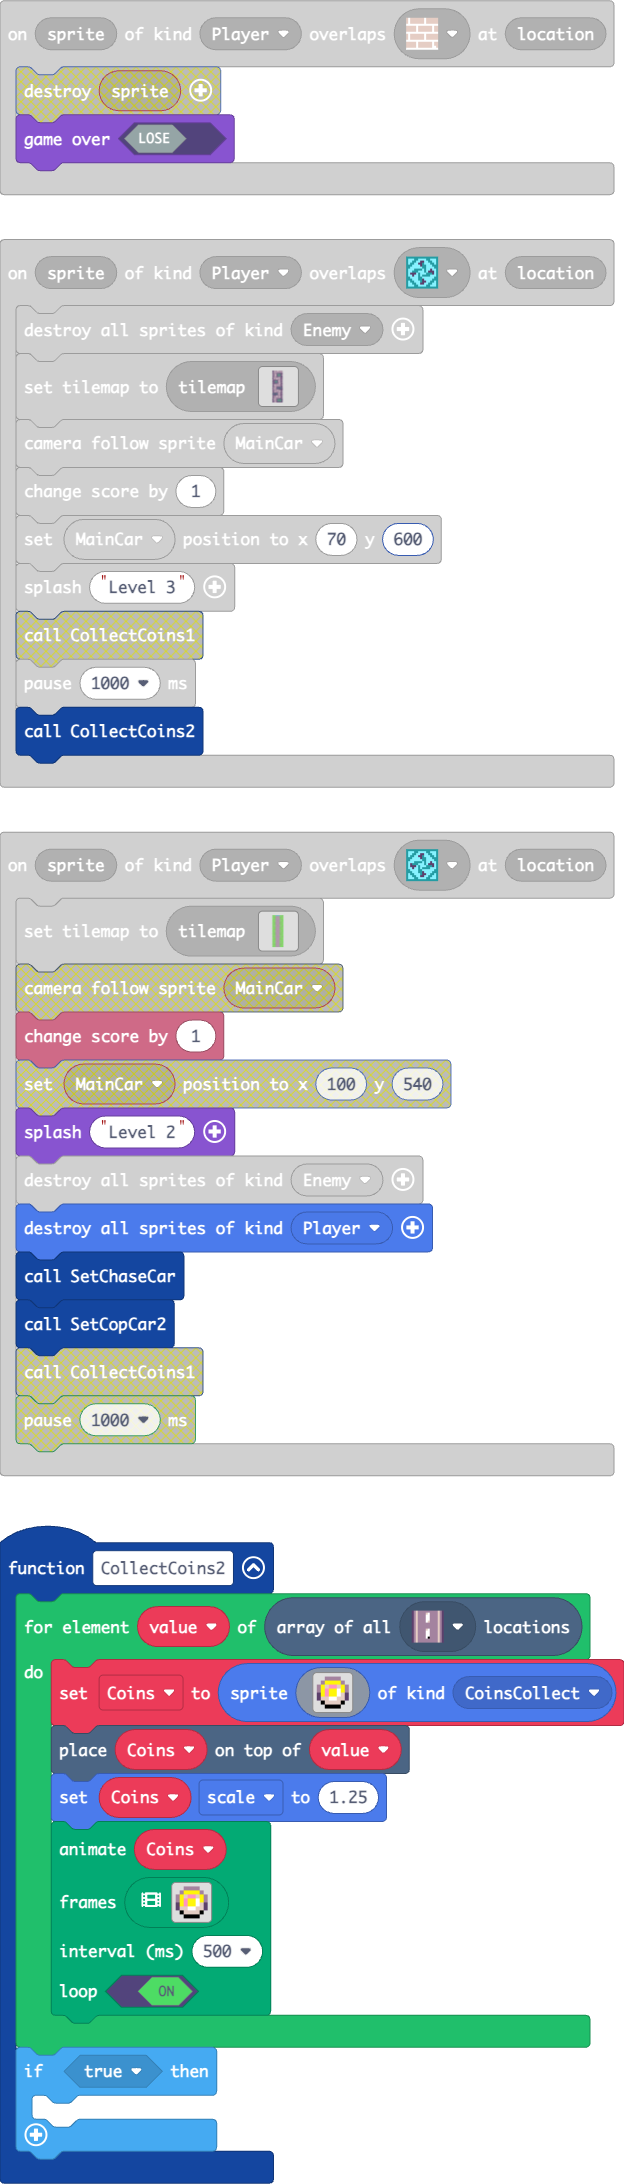 on sprite of kind Player overlaps at location
destroy sprite
game over LOSE
on sprite of kind Player overlaps at location
destroy all sprites of kind Enemy
set tilemap to tilemap
camera follow sprite MainCar
change score by 1
set MainCar position to x 70 y 600
splash "Level 3"
call CollectCoins1
pause 1000 ms
call CollectCoins2
on sprite of kind Player overlaps at location
set tilemap to tilemap
camera follow sprite MainCar
change score by 1
set MainCar position to x 100 y 540
splash "Level 2"
destroy all sprites of kind Enemy
destroy all sprites of kind Player
call SetChaseCar
call SetCopCar2
call CollectCoins1
pause 1000 ms
function CollectCoins2
for element value of array of all locations
do
set Coins to sprite of kind CoinsCollect
place Coins on top of value
set Coins scale to 1.25
animate Coins
frames
interval (ms) 500
loop ON
if true then